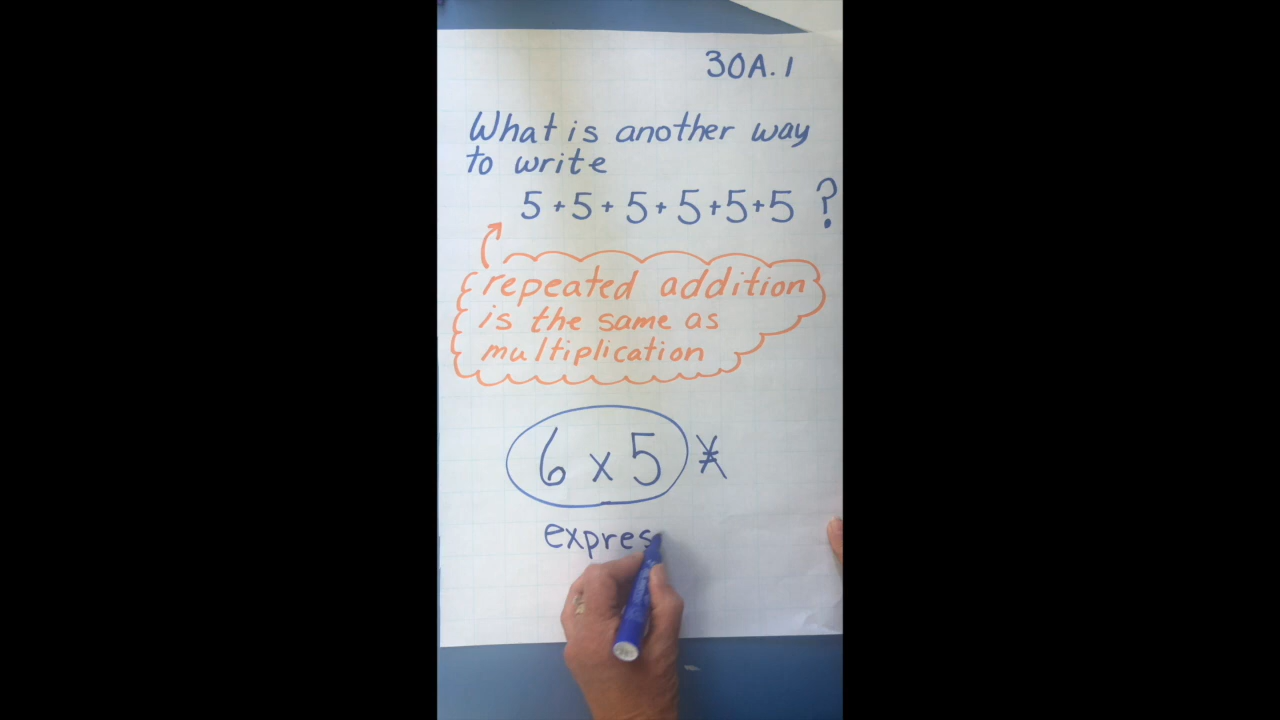 30A.1
What is another way
to write
5+5+5+5+5+5 ?
repeated addition
is the same as
multiplication
6 x 5 *
expres